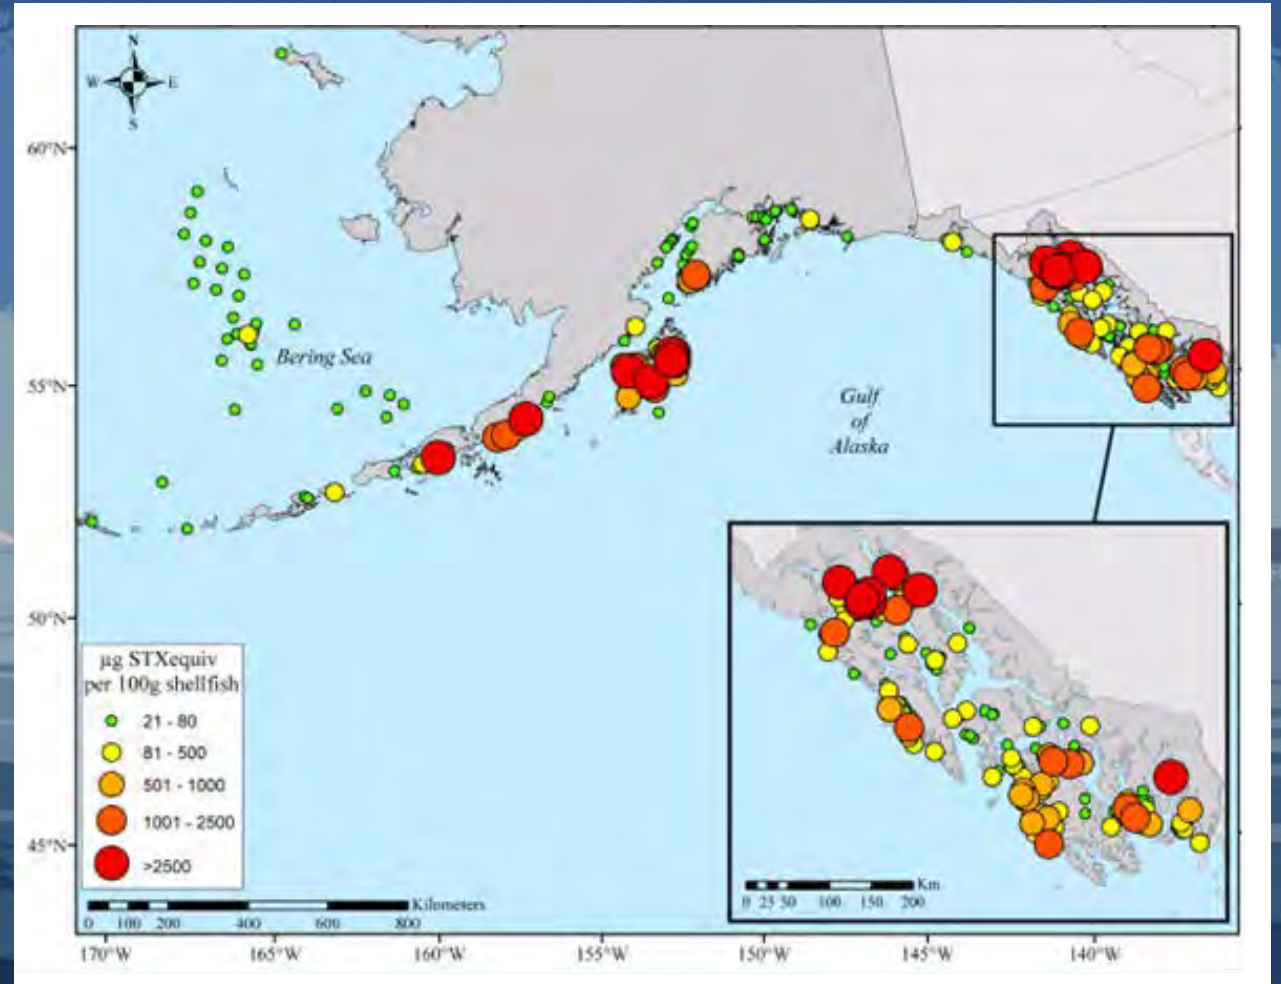 N
W E
S
60°N
55°N
50°N
45°N
Bering Sea
Gulf
of
Alaska
µg STXequiv
per 100g shellfish
21 - 80
81 - 500
501 - 1000
1001 - 2500
>2500
Kilometers
0 100 200 400 600 800
Km
0 25 50 100 150 200
170°W 165°W 160°W 155°W 150°W 145°W 140°W